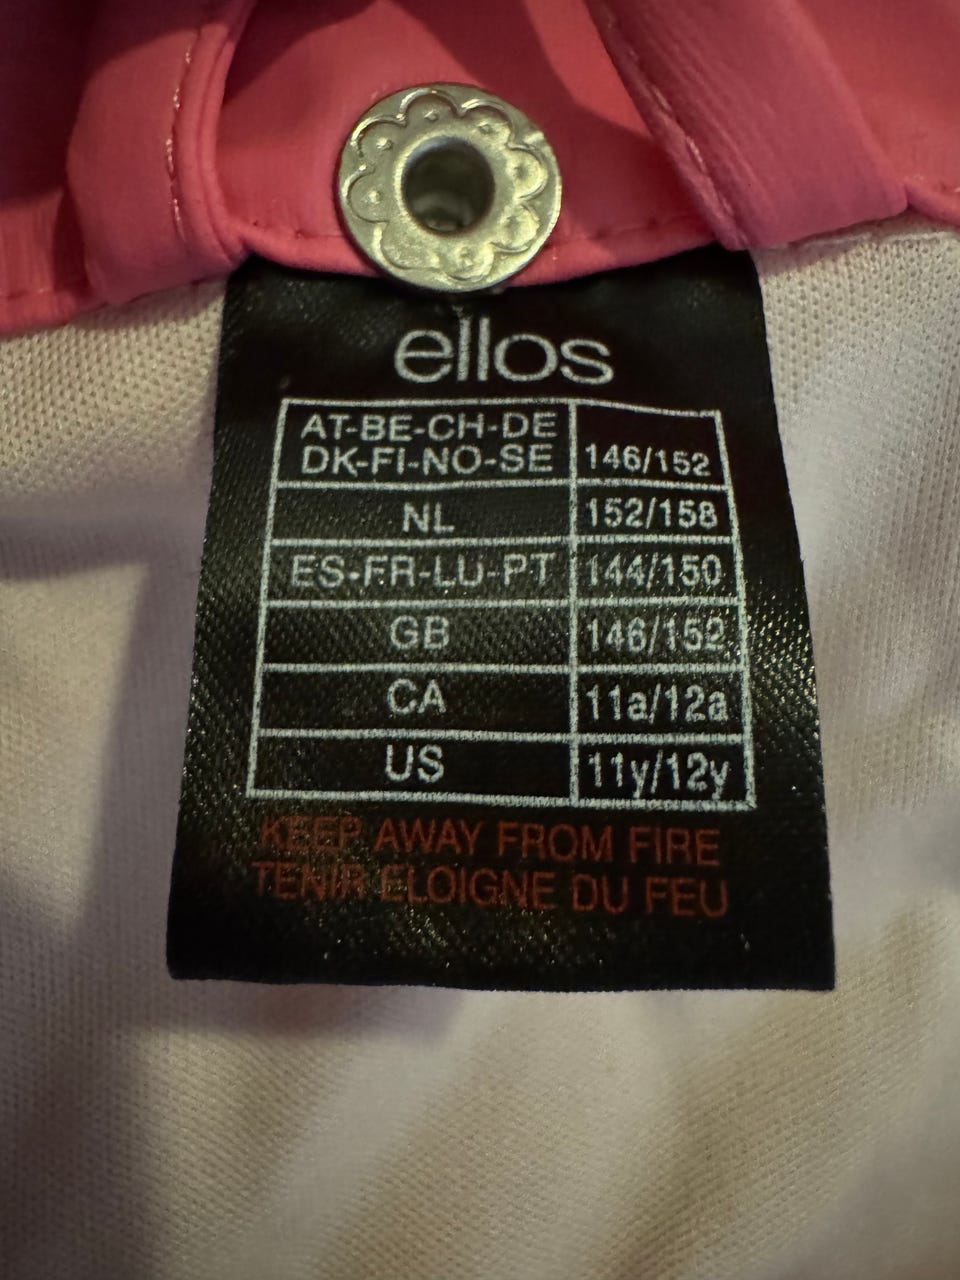 ellos
AT-BE-CH-DE
DK-FI-NO-SE 146/152
NL 152/158
ES-FR-LU-PT 144/150
GB 146/152
CA 11a/12a
US 11y/12y
KEEP AWAY FROM FIRE
TENIR ELOIGNE DU FEU